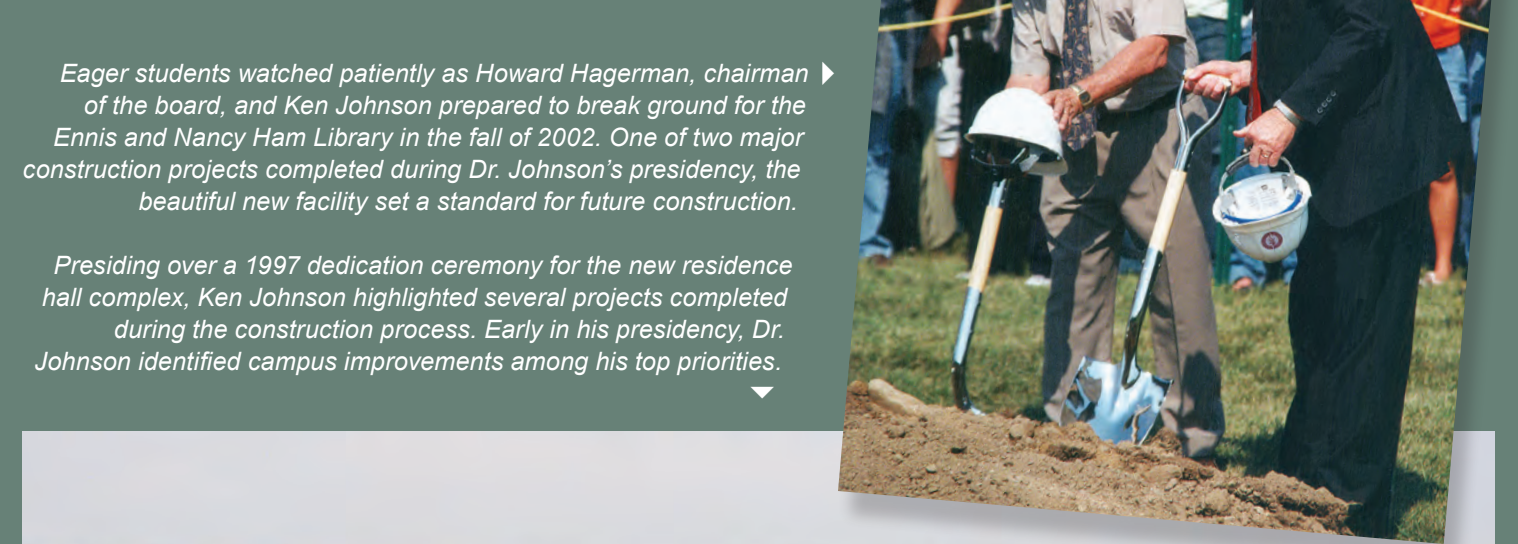 Eager students watched patiently as Howard Hagerman, chairman
of the board, and Ken Johnson prepared to break ground for the
Ennis and Nancy Ham Library in the fall of 2002. One of two major
construction projects completed during Dr. Johnson’s presidency, the
beautiful new facility set a standard for future construction.
Presiding over a 1997 dedication ceremony for the new residence
hall complex, Ken Johnson highlighted several projects completed
during the construction process. Early in his presidency, Dr.
Johnson identified campus improvements among his top priorities.